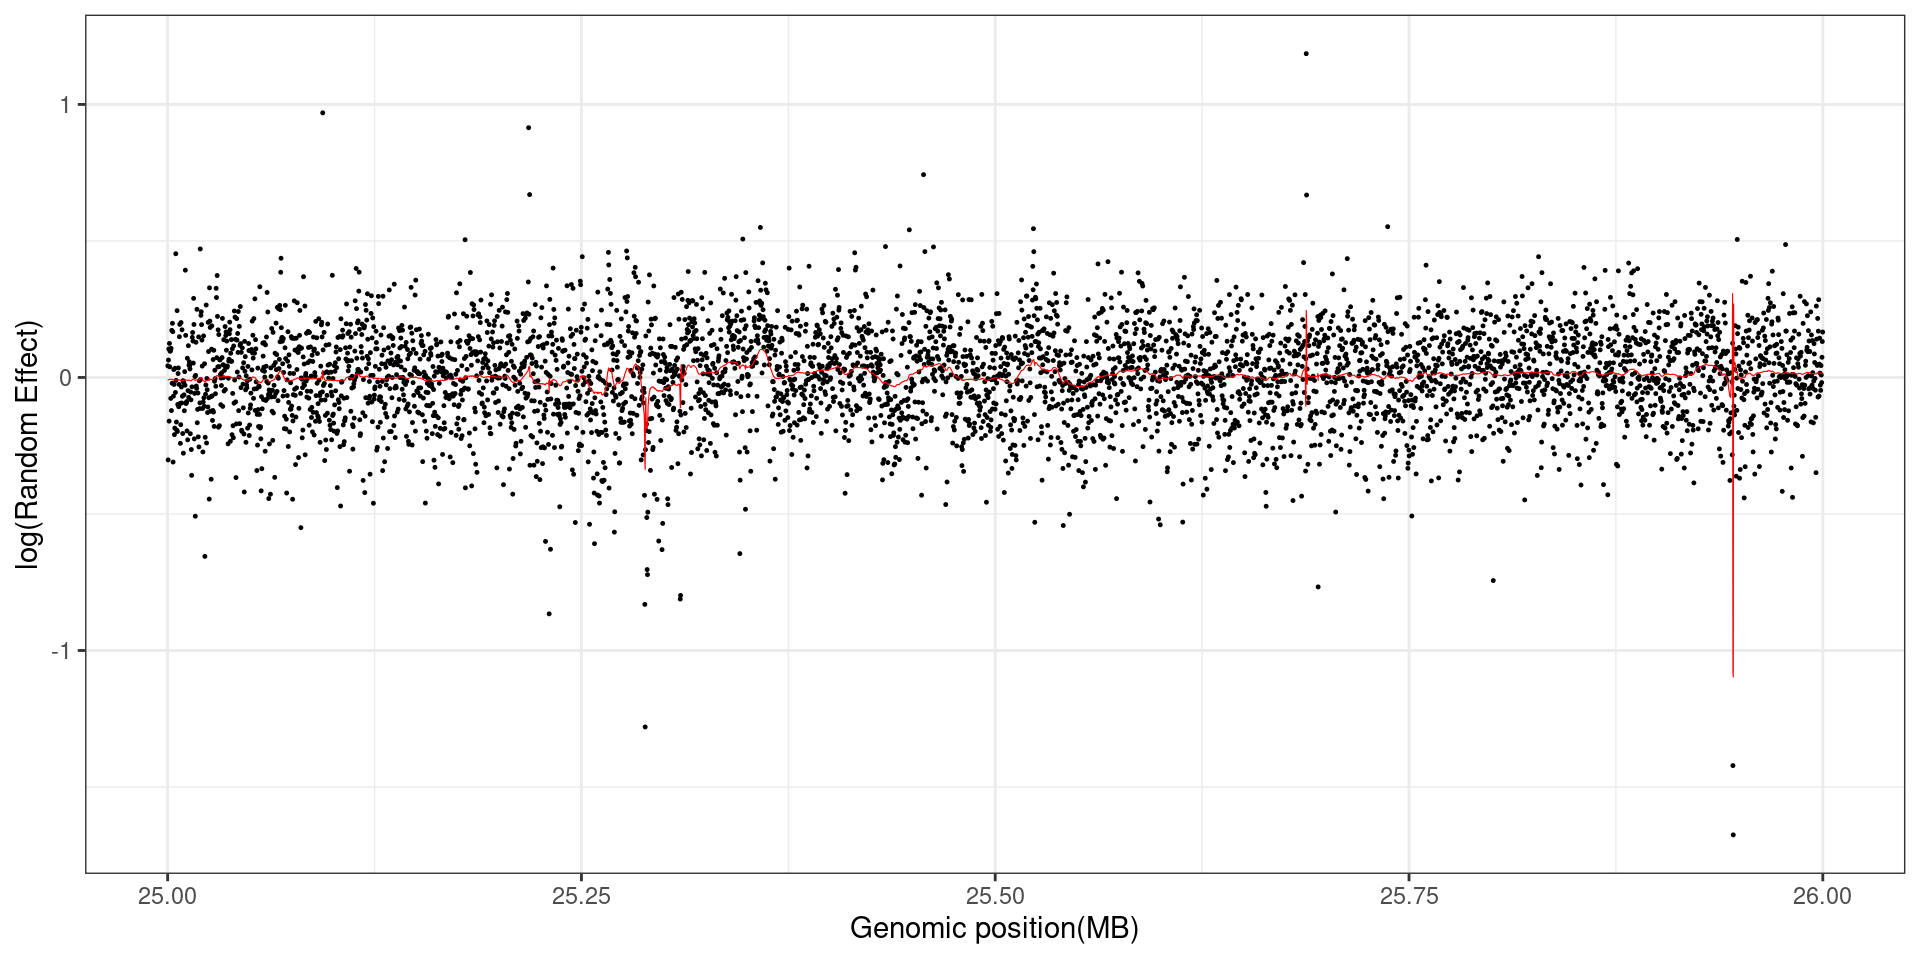 log(Random Effect)
1
0
-1
25.00 25.25 25.50 25.75 26.00
Genomic position(MB)